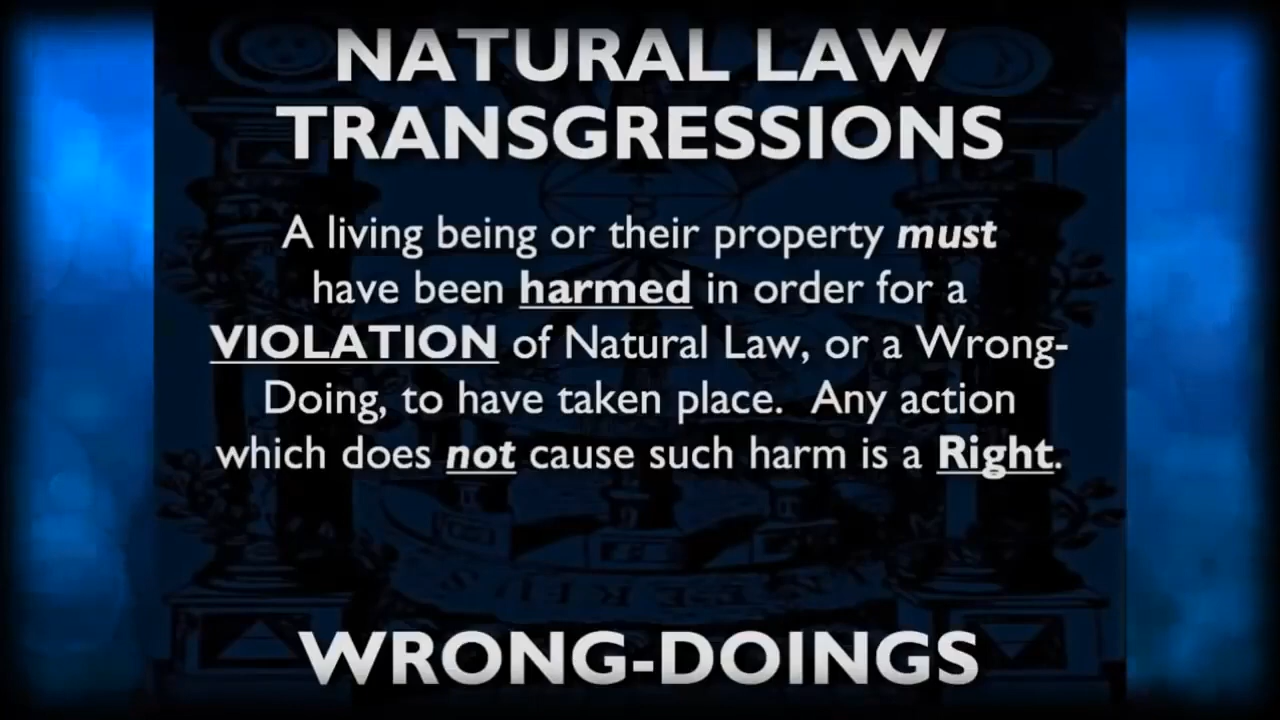 NATURAL LAW
TRANSGRESSIONS
A living being or their property must
have been harmed in order for a
VIOLATION of Natural Law, or a Wrong-
Doing, to have taken place.  Any action
which does not cause such harm is a Right.
WRONG-DOINGS